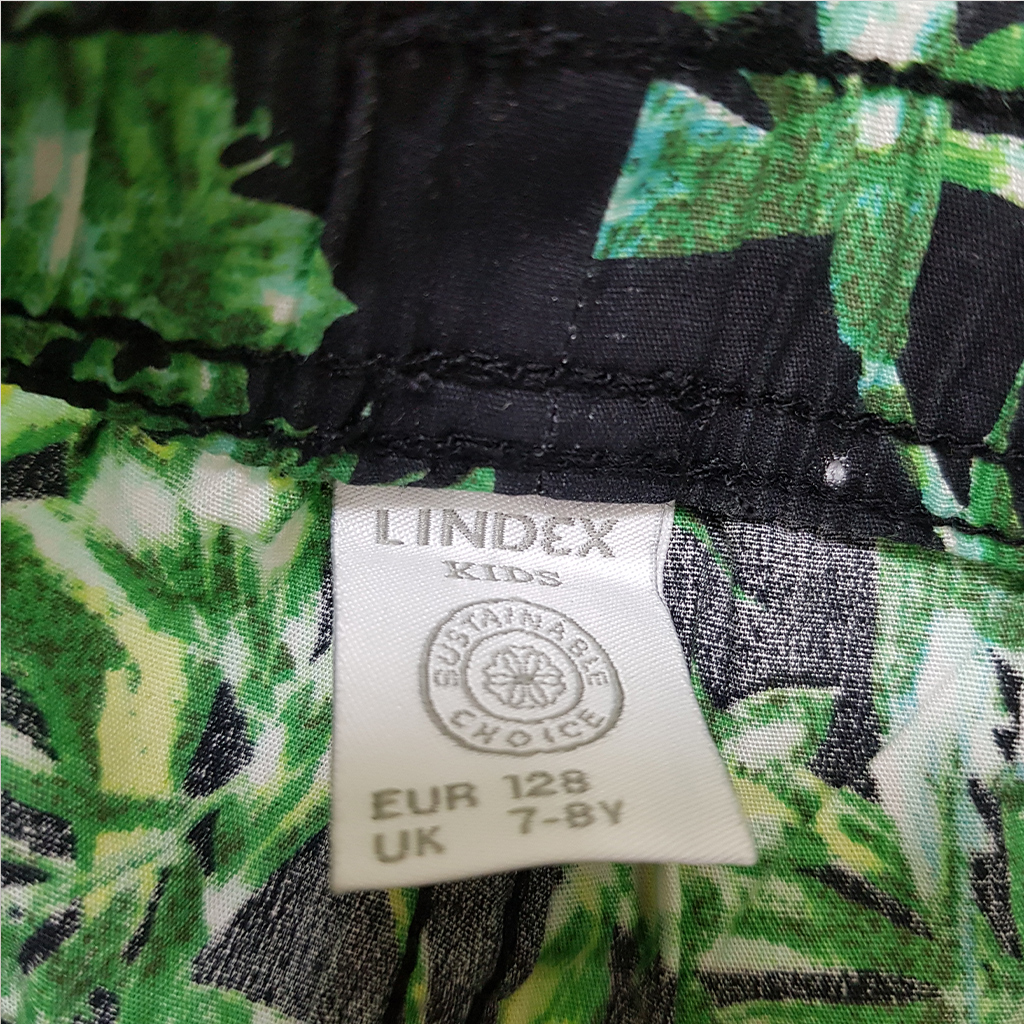 LINDEX
KIDS
SUSTAINABLE
CHOICE
EUR 128
UK 7-8Y